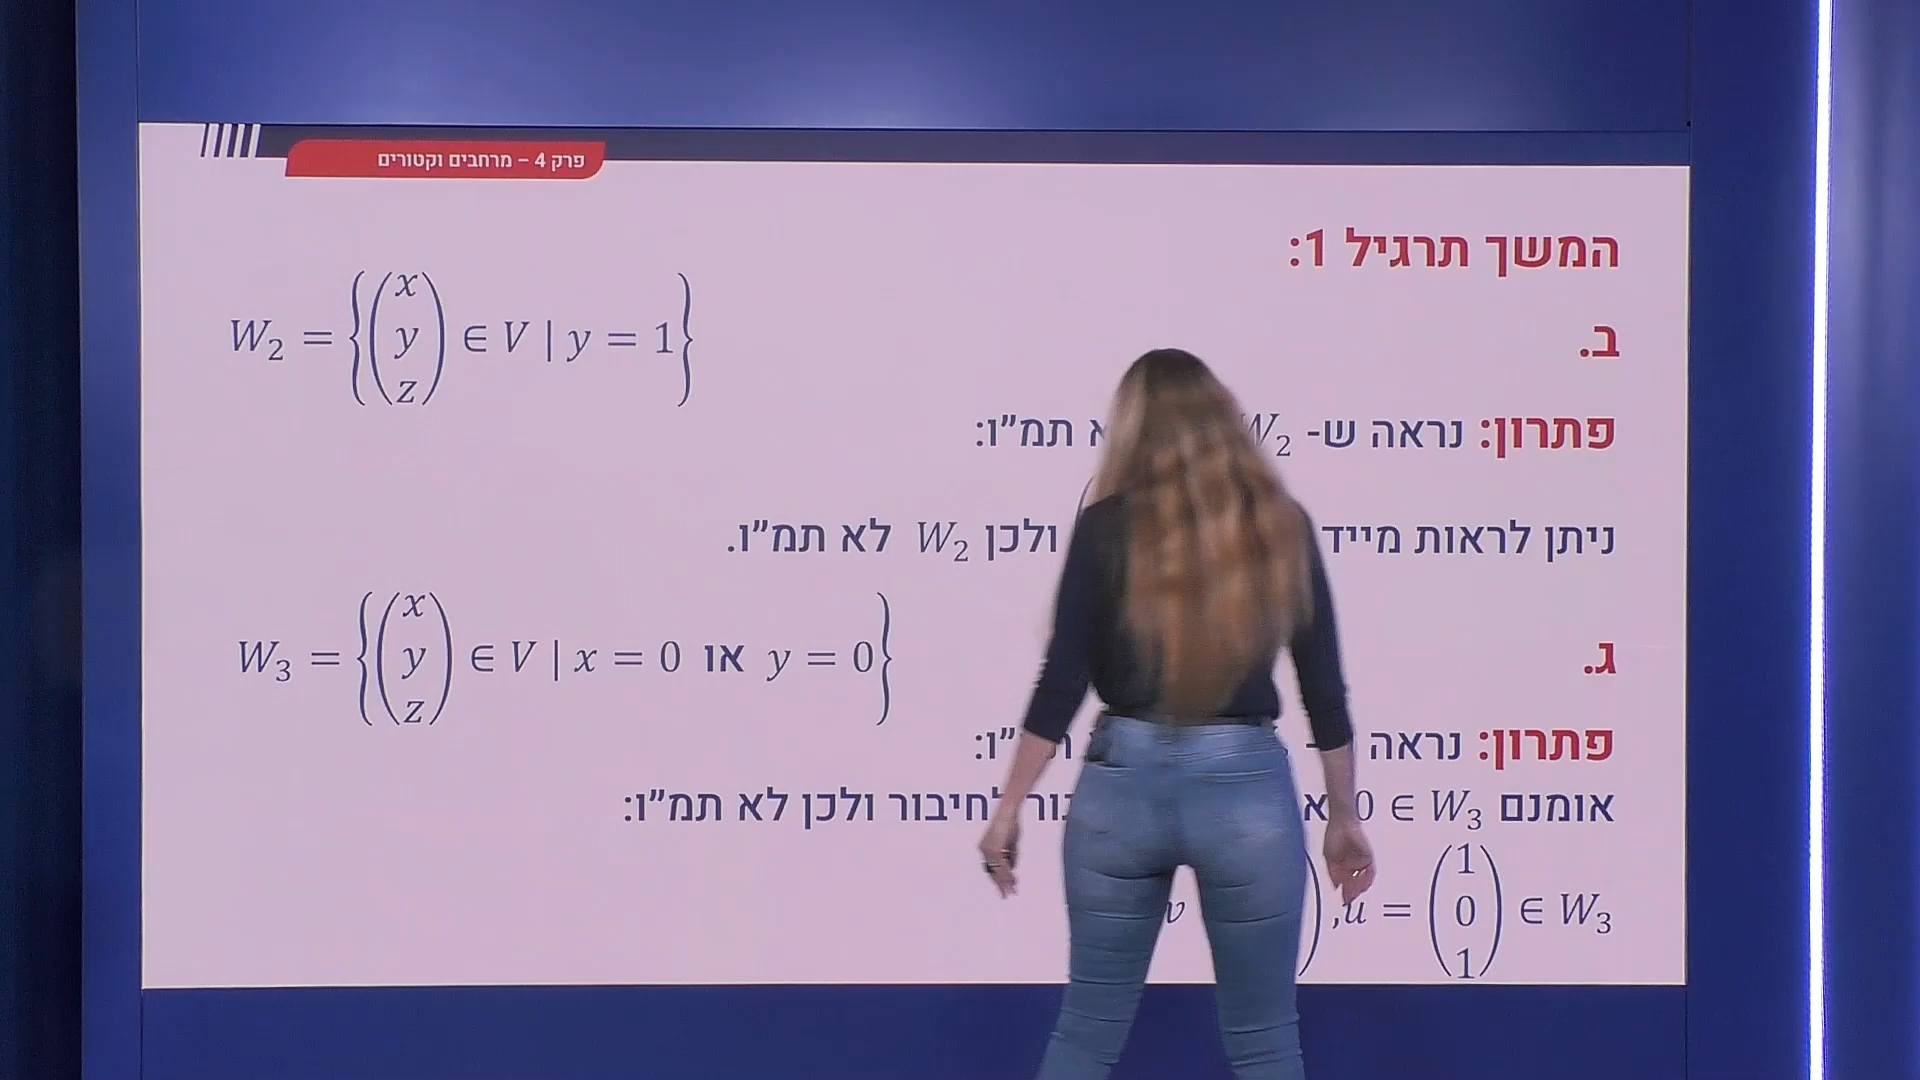 פרק 4 – מרחבים וקטורים
המשך תרגיל 1:
ב.
W₂ = {(x y z) ∈ V | y = 1}
פתרון: נראה ש- W₂ תמ״ו:
ניתן לראות מייד ולכן W₂ לא תמ״ו.
ג.
W₃ = {(x y z) ∈ V | x = 0 או y = 0}
פתרון: נראה
אומנם 0 ∈ W₃ לחיבור ולכן לא תמ״ו:
v ,u = (1 0 1) ∈ W₃